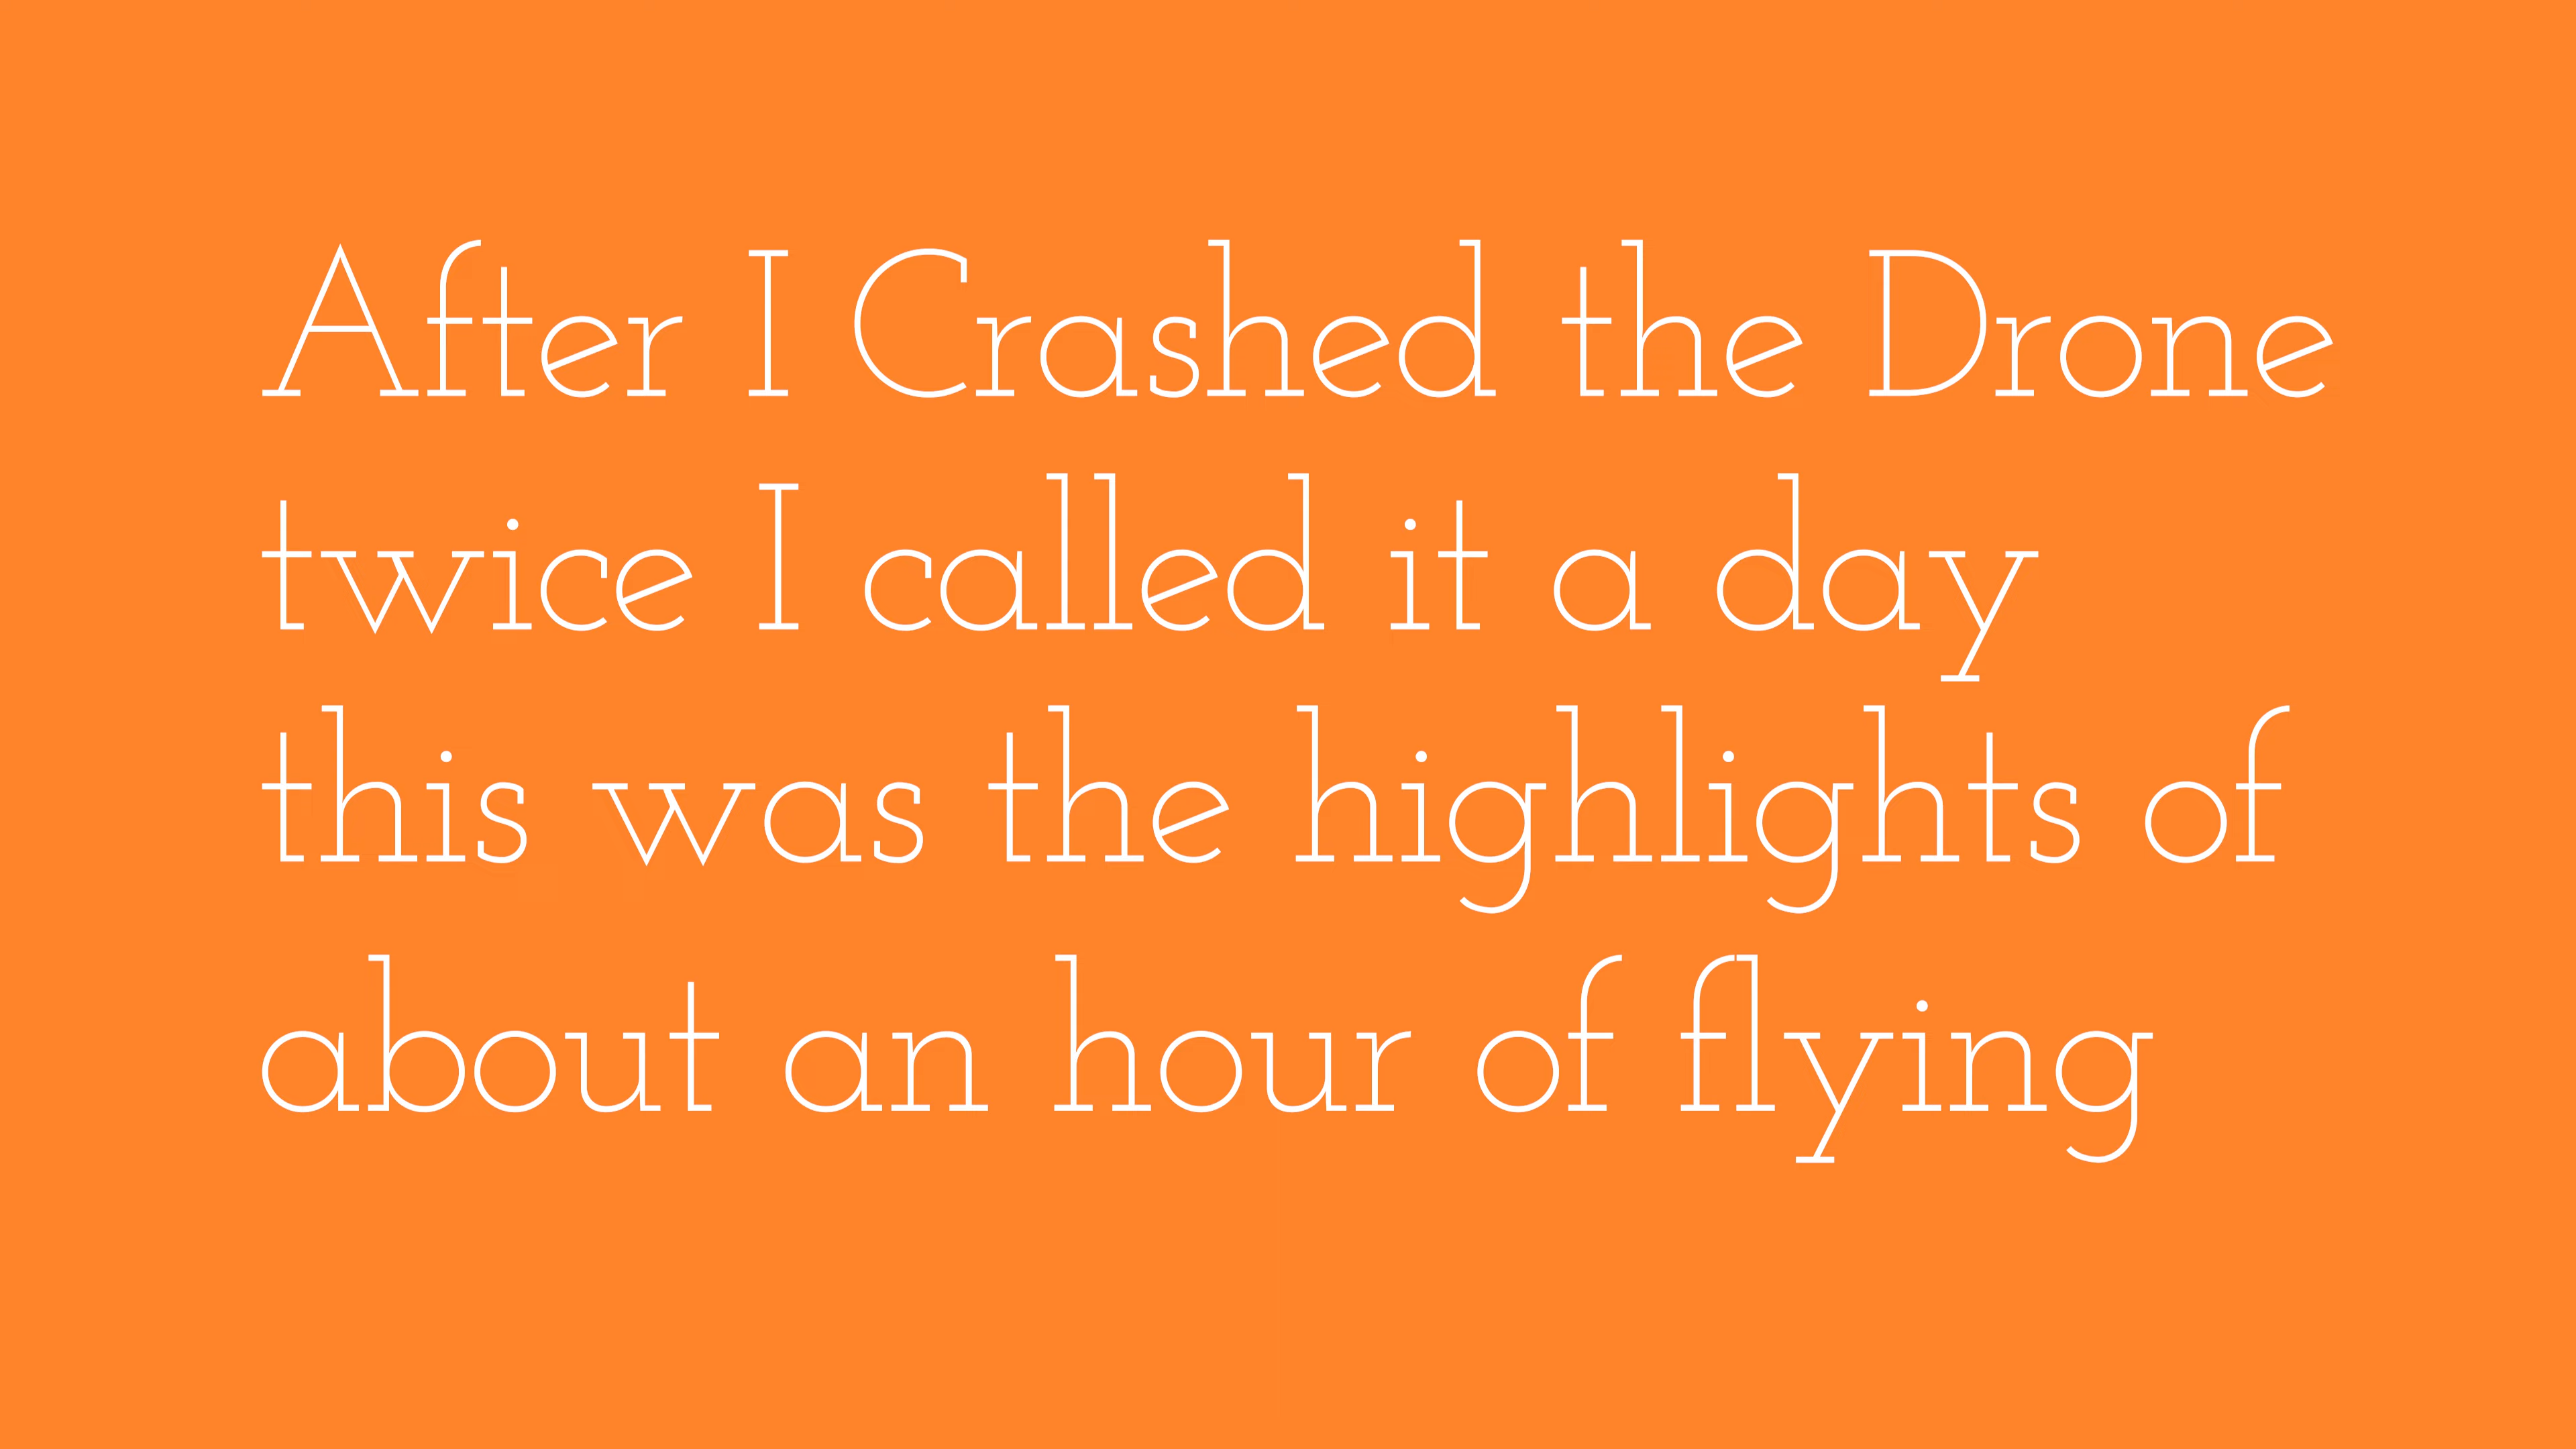 After I Crashed the Drone
twice I called it a day
this was the highlights of
about an hour of flying